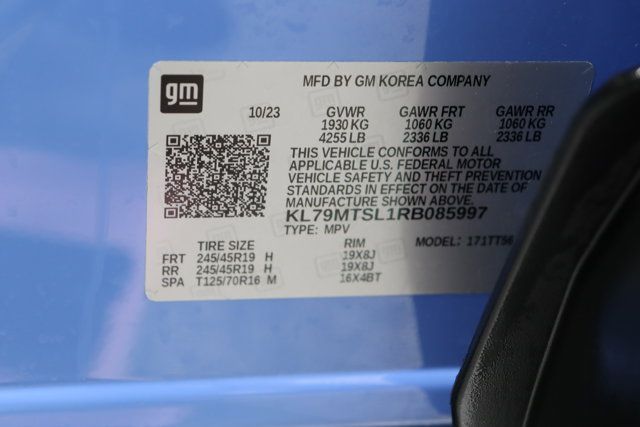 gm
MFD BY GM KOREA COMPANY
10/23 GVWR GAWR FRT GAWR RR
1930 KG 1060 KG 1060 KG
4255 LB 2336 LB 2336 LB
THIS VEHICLE CONFORMS TO ALL
APPLICABLE U.S. FEDERAL MOTOR
VEHICLE SAFETY AND THEFT PREVENTION
STANDARDS IN EFFECT ON THE DATE OF
MANUFACTURE SHOWN ABOVE.
KL79MTSL1RB085997
TYPE: MPV
MODEL: 171TT56
TIRE SIZE RIM
FRT 245/45R19 H 19X8J
RR 245/45R19 H 19X8J
SPA T125/70R16 M 16X4BT